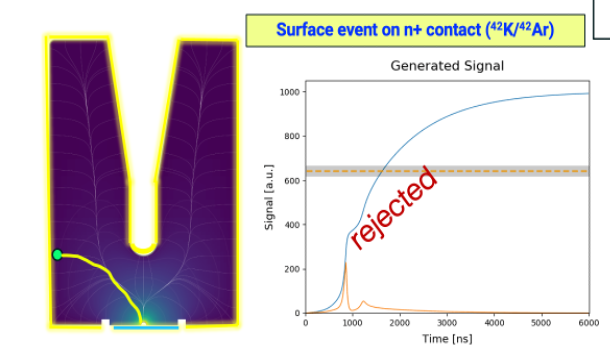 Surface event on n+ contact (⁴²K/⁴²Ar)
Generated Signal
Signal [a.u.]
1000
800
600
400
200
0
rejected
0 1000 2000 3000 4000 5000 6000
Time [ns]